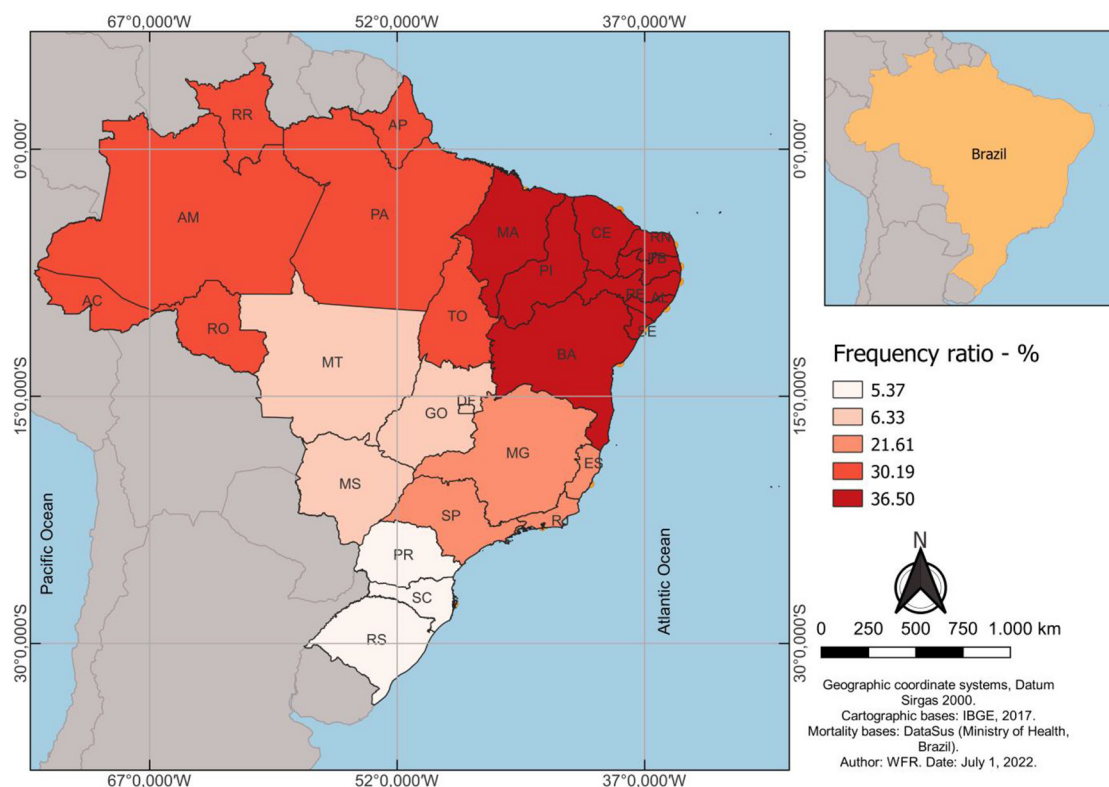 67°0,000'W 52°0,000'W 37°0,000'W
0°0,000'
15°0,000'S
30°0,000'S
0°0,000'
15°0,000'S
30°0,000'S
RR
AP
AM
PA
MA
CE
RN
PI
PB
PE
AL
AC
RO
TO
SE
BA
MT
DF
GO
MG
ES
MS
SP
RJ
PR
SC
RS
Pacific Ocean
Atlantic Ocean
67°0,000'W 52°0,000'W 37°0,000'W
Brazil
Frequency ratio - %
5.37
6.33
21.61
30.19
36.50
N
0 250 500 750 1.000 km
Geographic coordinate systems, Datum
Sirgas 2000.
Cartographic bases: IBGE, 2017.
Mortality bases: DataSus (Ministry of Health,
Brazil).
Author: WFR. Date: July 1, 2022.